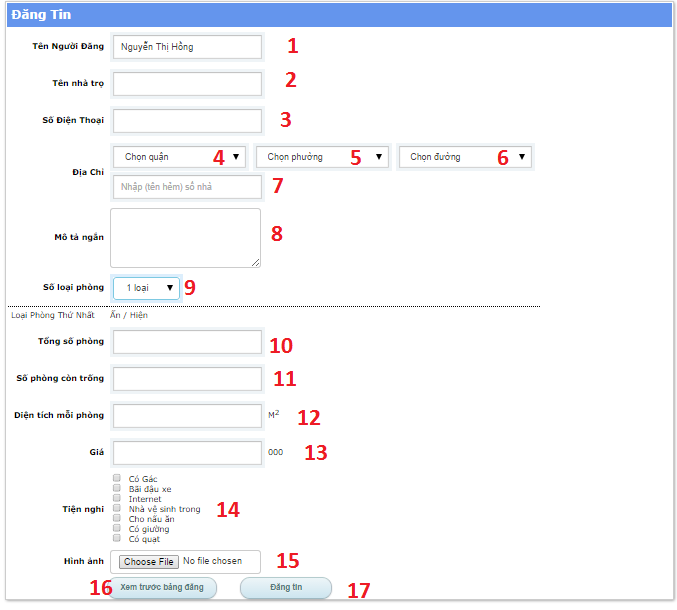 Đăng Tin
Tên Người Đăng Nguyễn Thị Hồng 1
Tên nhà trọ 2
Số Điện Thoại 3
Địa Chỉ Chọn quận 4 Chọn phường 5 Chọn đường 6
Nhập (tên hẽm) số nhà 7
Mô tả ngắn 8
Số loại phòng 1 loại 9
Loại Phòng Thứ Nhất Ẩn / Hiện
Tổng số phòng 10
Số phòng còn trống 11
Diện tích mỗi phòng M² 12
Giá 000 13
Tiện nghi 14
Có Gác
Bãi đậu xe
Internet
Nhà vệ sinh trong
Cho nấu ăn
Có giường
Có quạt
Hình ảnh Choose File No file chosen 15
16 Xem trước bảng đăng Đăng tin 17